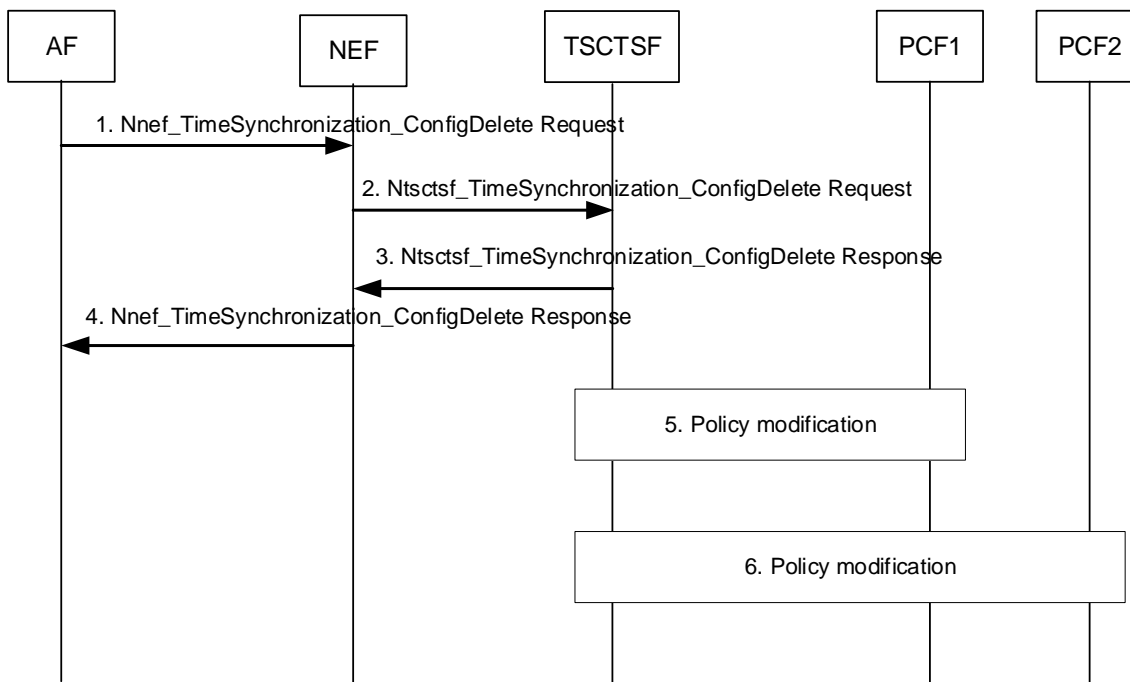 AF
NEF
TSCTSF
PCF1
PCF2
1. Nnef_TimeSynchronization_ConfigDelete Request
2. Ntsctsf_TimeSynchronization_ConfigDelete Request
3. Ntsctsf_TimeSynchronization_ConfigDelete Response
4. Nnef_TimeSynchronization_ConfigDelete Response
5. Policy modification
6. Policy modification